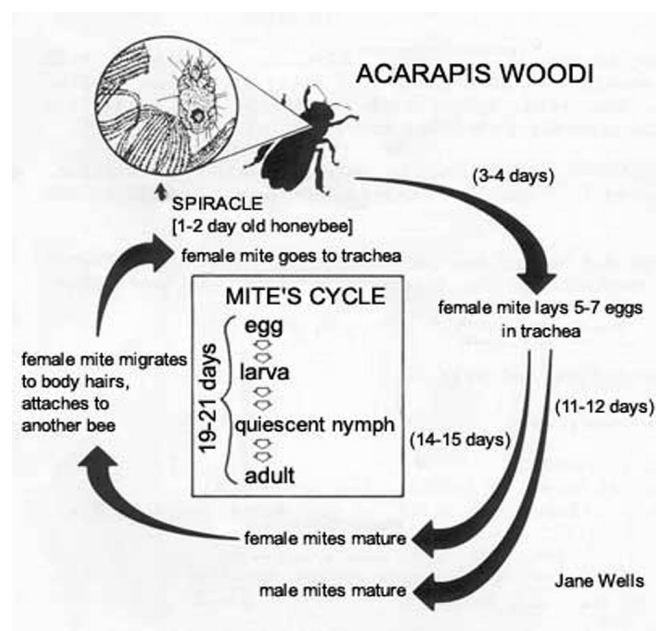 ACARAPIS WOODI
SPIRACLE
[1-2 day old honeybee]
female mite goes to trachea
(3-4 days)
female mite lays 5-7 eggs
in trachea
(11-12 days)
(14-15 days)
female mites mature
male mites mature
female mite migrates
to body hairs,
attaches to
another bee
MITE'S CYCLE
19-21 days
egg
larva
quiescent nymph
adult
Jane Wells